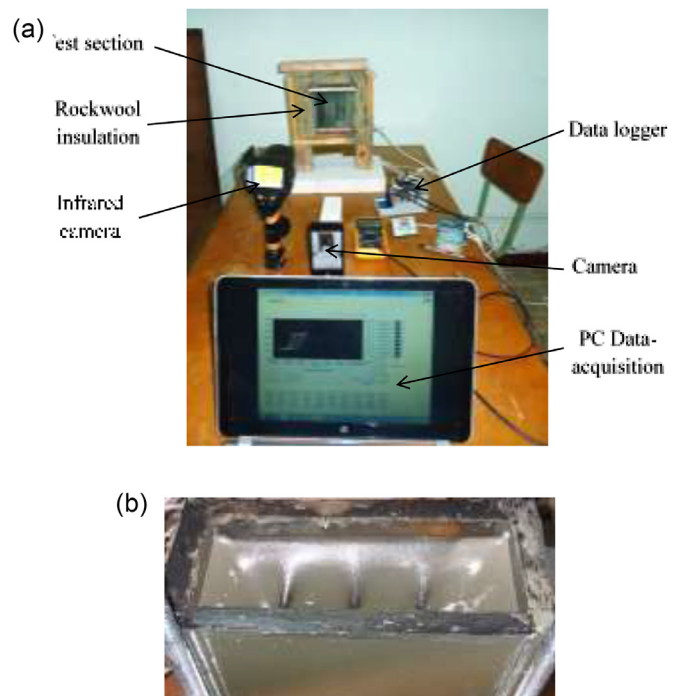 (a)
est section
Rockwool
insulation
Infrared
camera
Data logger
Camera
PC Data-
acquisition
(b)